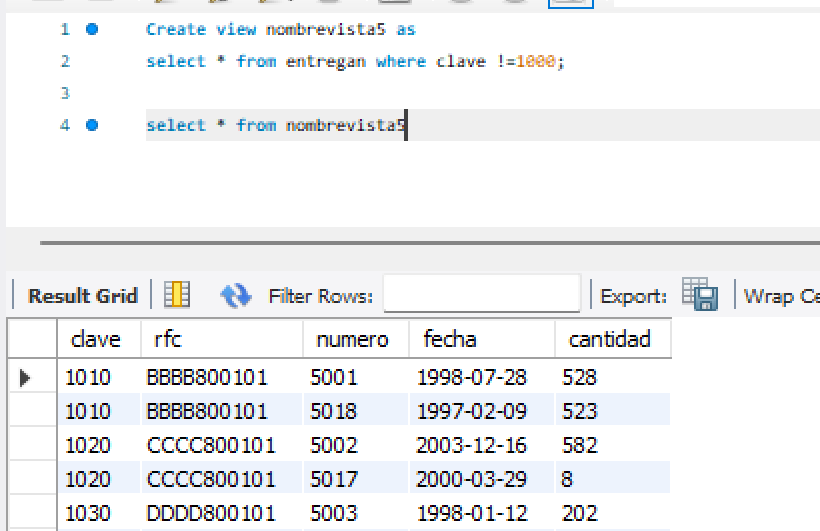 1 Create view nombrevista5 as
2 select * from entregan where clave !=1000;
3
4 select * from nombrevista5
Result Grid Filter Rows: Export: Wrap Ce
clave rfc numero fecha cantidad
1010 BBBB800101 5001 1998-07-28 528
1010 BBBB800101 5018 1997-02-09 523
1020 CCCC800101 5002 2003-12-16 582
1020 CCCC800101 5017 2000-03-29 8
1030 DDDD800101 5003 1998-01-12 202